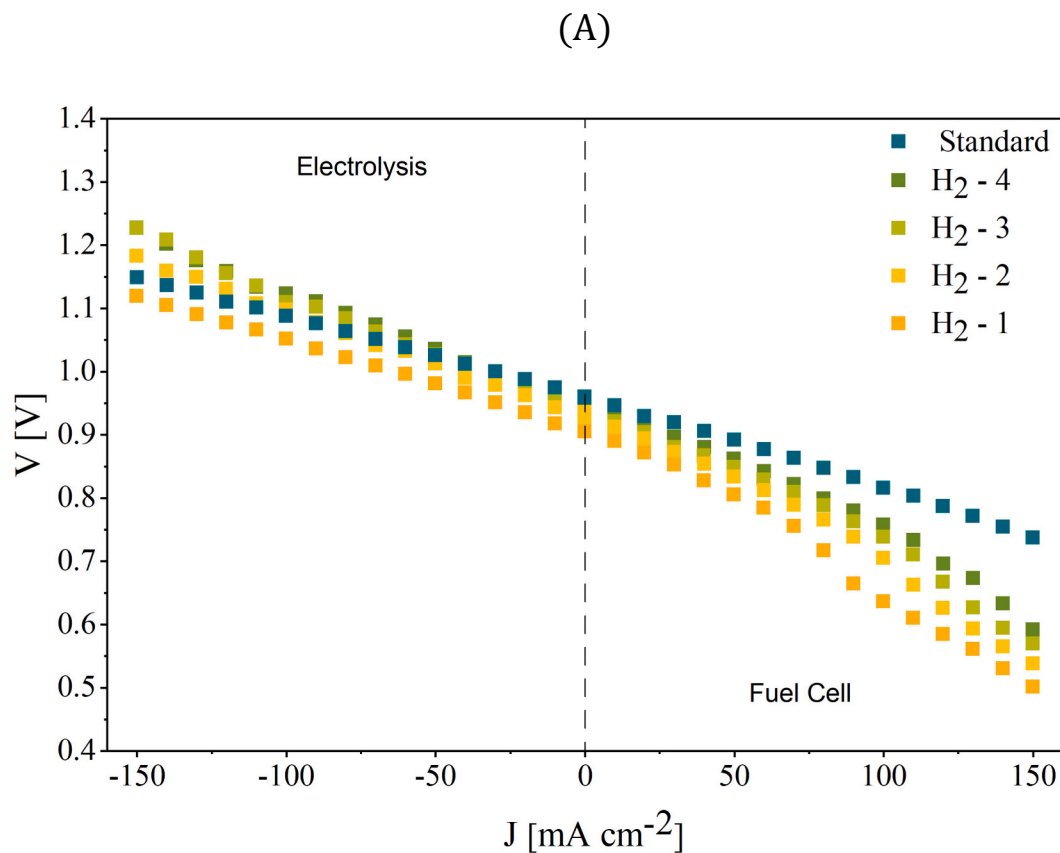 (A)
1.4
1.3
1.2
1.1
1.0
0.9
0.8
0.7
0.6
0.5
0.4
V [V]
Electrolysis
Fuel Cell
Standard
H₂ - 4
H₂ - 3
H₂ - 2
H₂ - 1
-150 -100 -50 0 50 100 150
J [mA cm⁻²]